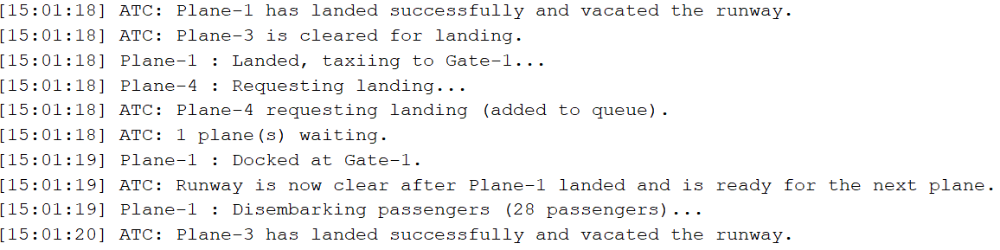 [15:01:18] ATC: Plane-1 has landed successfully and vacated the runway.
[15:01:18] ATC: Plane-3 is cleared for landing.
[15:01:18] Plane-1 : Landed, taxiing to Gate-1...
[15:01:18] Plane-4 : Requesting landing...
[15:01:18] ATC: Plane-4 requesting landing (added to queue).
[15:01:18] ATC: 1 plane(s) waiting.
[15:01:19] Plane-1 : Docked at Gate-1.
[15:01:19] ATC: Runway is now clear after Plane-1 landed and is ready for the next plane.
[15:01:19] Plane-1 : Disembarking passengers (28 passengers)...
[15:01:20] ATC: Plane-3 has landed successfully and vacated the runway.